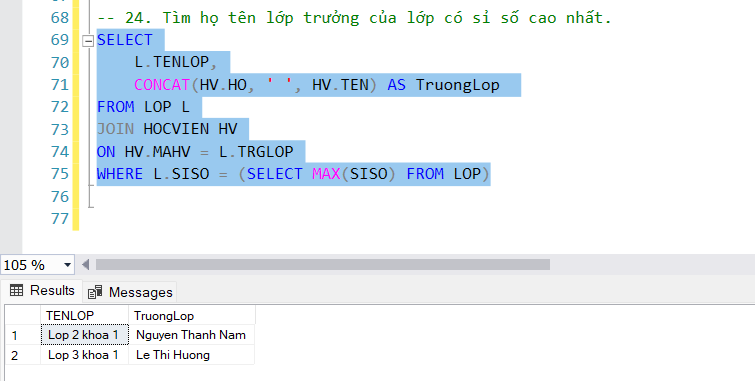 68 -- 24. Tìm họ tên lớp trưởng của lớp có sỉ số cao nhất.
69 SELECT
70 L.TENLOP,
71 CONCAT(HV.HO, ' ', HV.TEN) AS TruongLop
72 FROM LOP L
73 JOIN HOCVIEN HV
74 ON HV.MAHV = L.TRGLOP
75 WHERE L.SISO = (SELECT MAX(SISO) FROM LOP)
76
77
105 %
Results Messages
TENLOP TruongLop
1 Lop 2 khoa 1 Nguyen Thanh Nam
2 Lop 3 khoa 1 Le Thi Huong